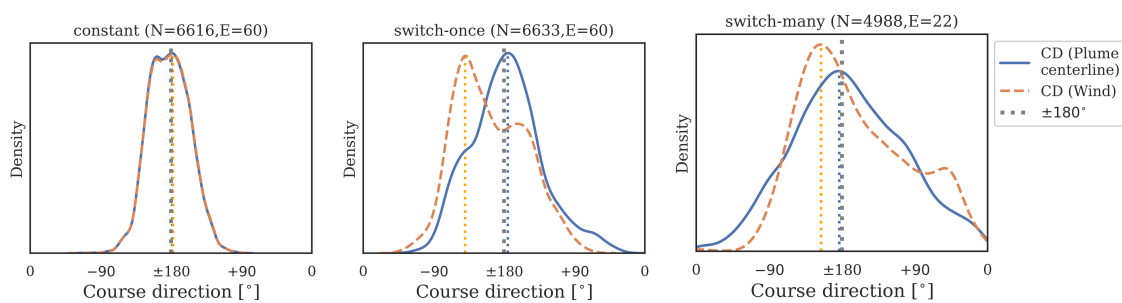 constant (N=6616,E=60)
Density
0 −90 ±180 +90 0
Course direction [°]
switch-once (N=6633,E=60)
Density
0 −90 ±180 +90 0
Course direction [°]
switch-many (N=4988,E=22)
Density
0 −90 ±180 +90 0
Course direction [°]
CD (Plume
centerline)
CD (Wind)
±180°